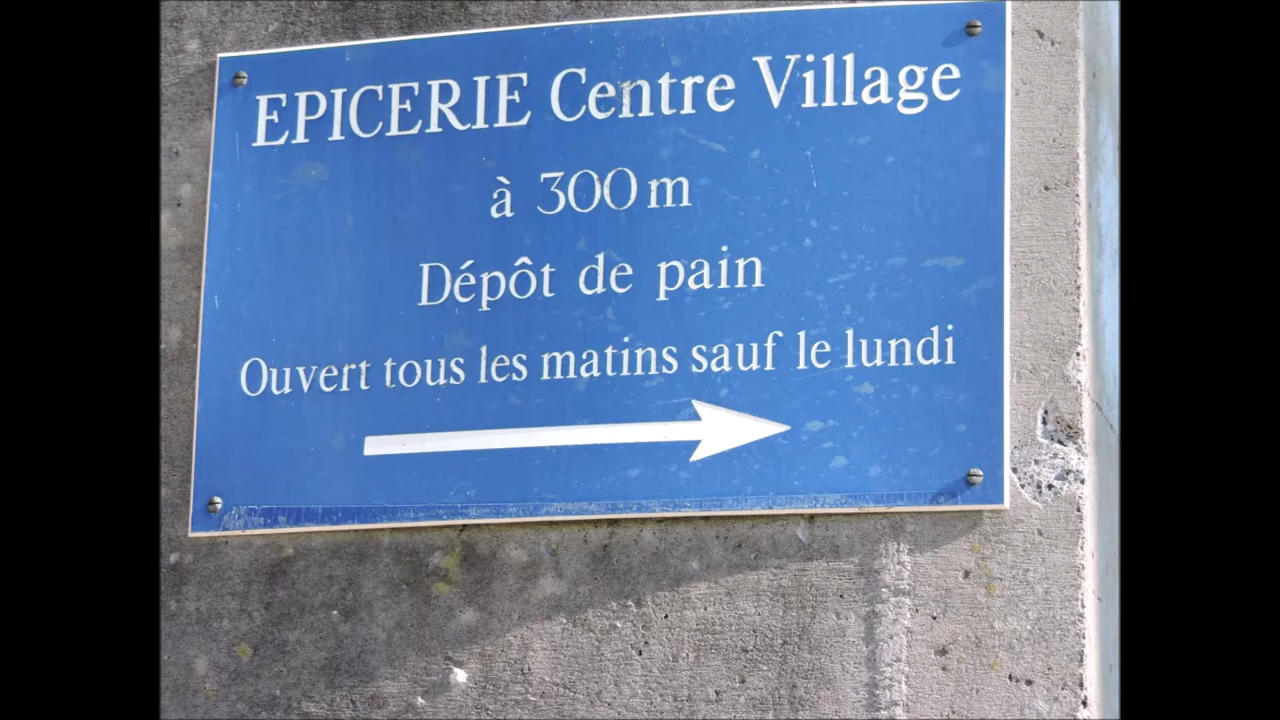 EPICERIE Centre Village
à 300 m
Dépôt de pain
Ouvert tous les matins sauf le lundi